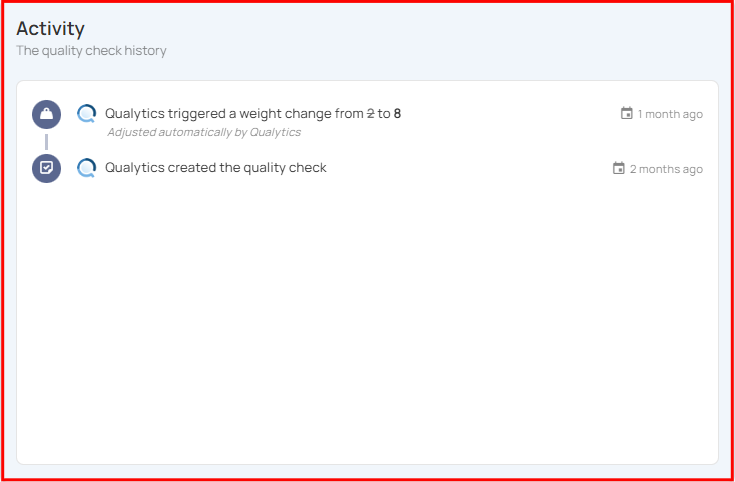 Activity
The quality check history
Qualytics triggered a weight change from 2 to 8
1 month ago
Adjusted automatically by Qualytics
Qualytics created the quality check
2 months ago